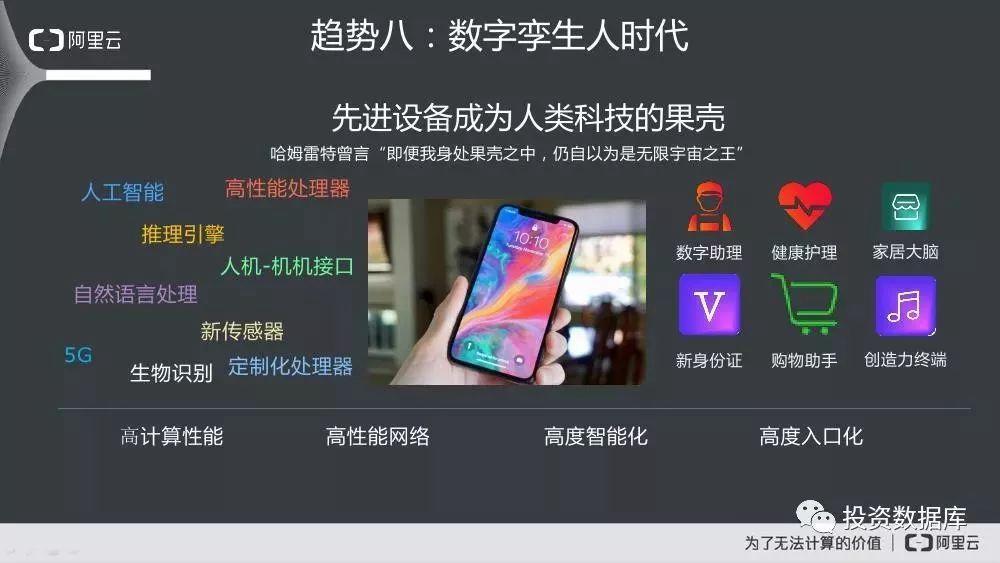 阿里云
趋势八：数字孪生人时代
先进设备成为人类科技的果壳
哈姆雷特曾言“即便我身处果壳之中，仍自以为是无限宇宙之王”
人工智能
高性能处理器
推理引擎
人机-机机接口
自然语言处理
新传感器
5G
生物识别
定制化处理器
10:10
数字助理
健康护理
家居大脑
V
新身份证
购物助手
创造力终端
高计算性能
高性能网络
高度智能化
高度入口化
投资数据库
为了无法计算的价值
阿里云